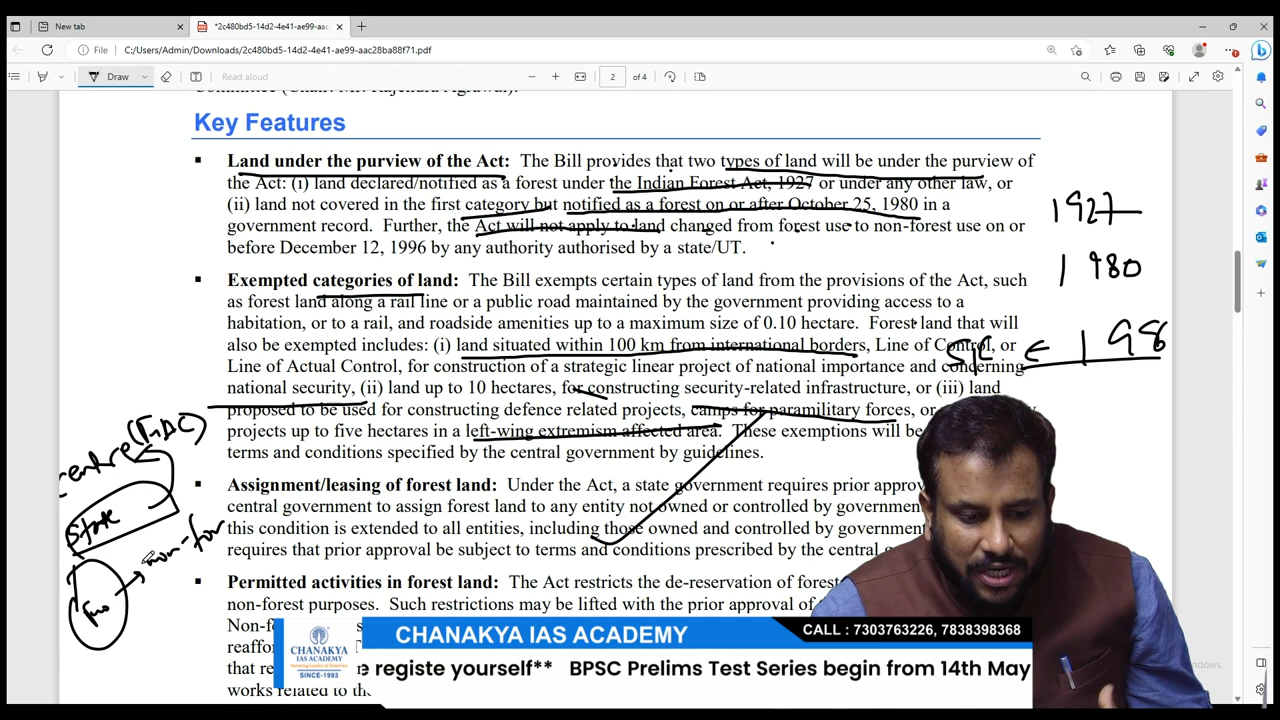 New tab
*2c480bd5-14d2-4e41-ae99-aac
File C:/Users/Admin/Downloads/2c480bd5-14d2-4e41-ae99-aac28ba88f71.pdf
Draw Read aloud 2 of 4
Committee (Chair: Mr. Rajendra Agrawal).
Key Features
▪ Land under the purview of the Act: The Bill provides that two types of land will be under the purview of
the Act: (i) land declared/notified as a forest under the Indian Forest Act, 1927 or under any other law, or
(ii) land not covered in the first category but notified as a forest on or after October 25, 1980 in a
government record. Further, the Act will not apply to land changed from forest use to non-forest use on or
before December 12, 1996 by any authority authorised by a state/UT.
1927
1980
▪ Exempted categories of land: The Bill exempts certain types of land from the provisions of the Act, such
as forest land along a rail line or a public road maintained by the government providing access to a
habitation, or to a rail, and roadside amenities up to a maximum size of 0.10 hectare. Forest land that will
also be exempted includes: (i) land situated within 100 km from international borders, Line of Control, or
Line of Actual Control, for construction of a strategic linear project of national importance and concerning
national security, (ii) land up to 10 hectares, for constructing security-related infrastructure, or (iii) land
proposed to be used for constructing defence related projects, camps for paramilitary forces, or
projects up to five hectares in a left-wing extremism affected area. These exemptions will be
terms and conditions specified by the central government by guidelines.
centre
State
▪ Assignment/leasing of forest land: Under the Act, a state government requires prior
central government to assign forest land to any entity not owned or controlled by government
this condition is extended to all entities, including those owned and controlled by government
requires that prior approval be subject to terms and conditions prescribed by the central
non-for
▪ Permitted activities in forest land: The Act restricts the de-reservation of
non-forest purposes. Such restrictions may be lifted with the prior approval of
CHANAKYA IAS ACADEMY
CALL : 7303763226, 7838398368
CHANAKYA
IAS ACADEMY
Nurturing Leaders of Tomorrow
SINCE-1993
e registe yourself** BPSC Prelims Test Series begin from 14th May
works related to